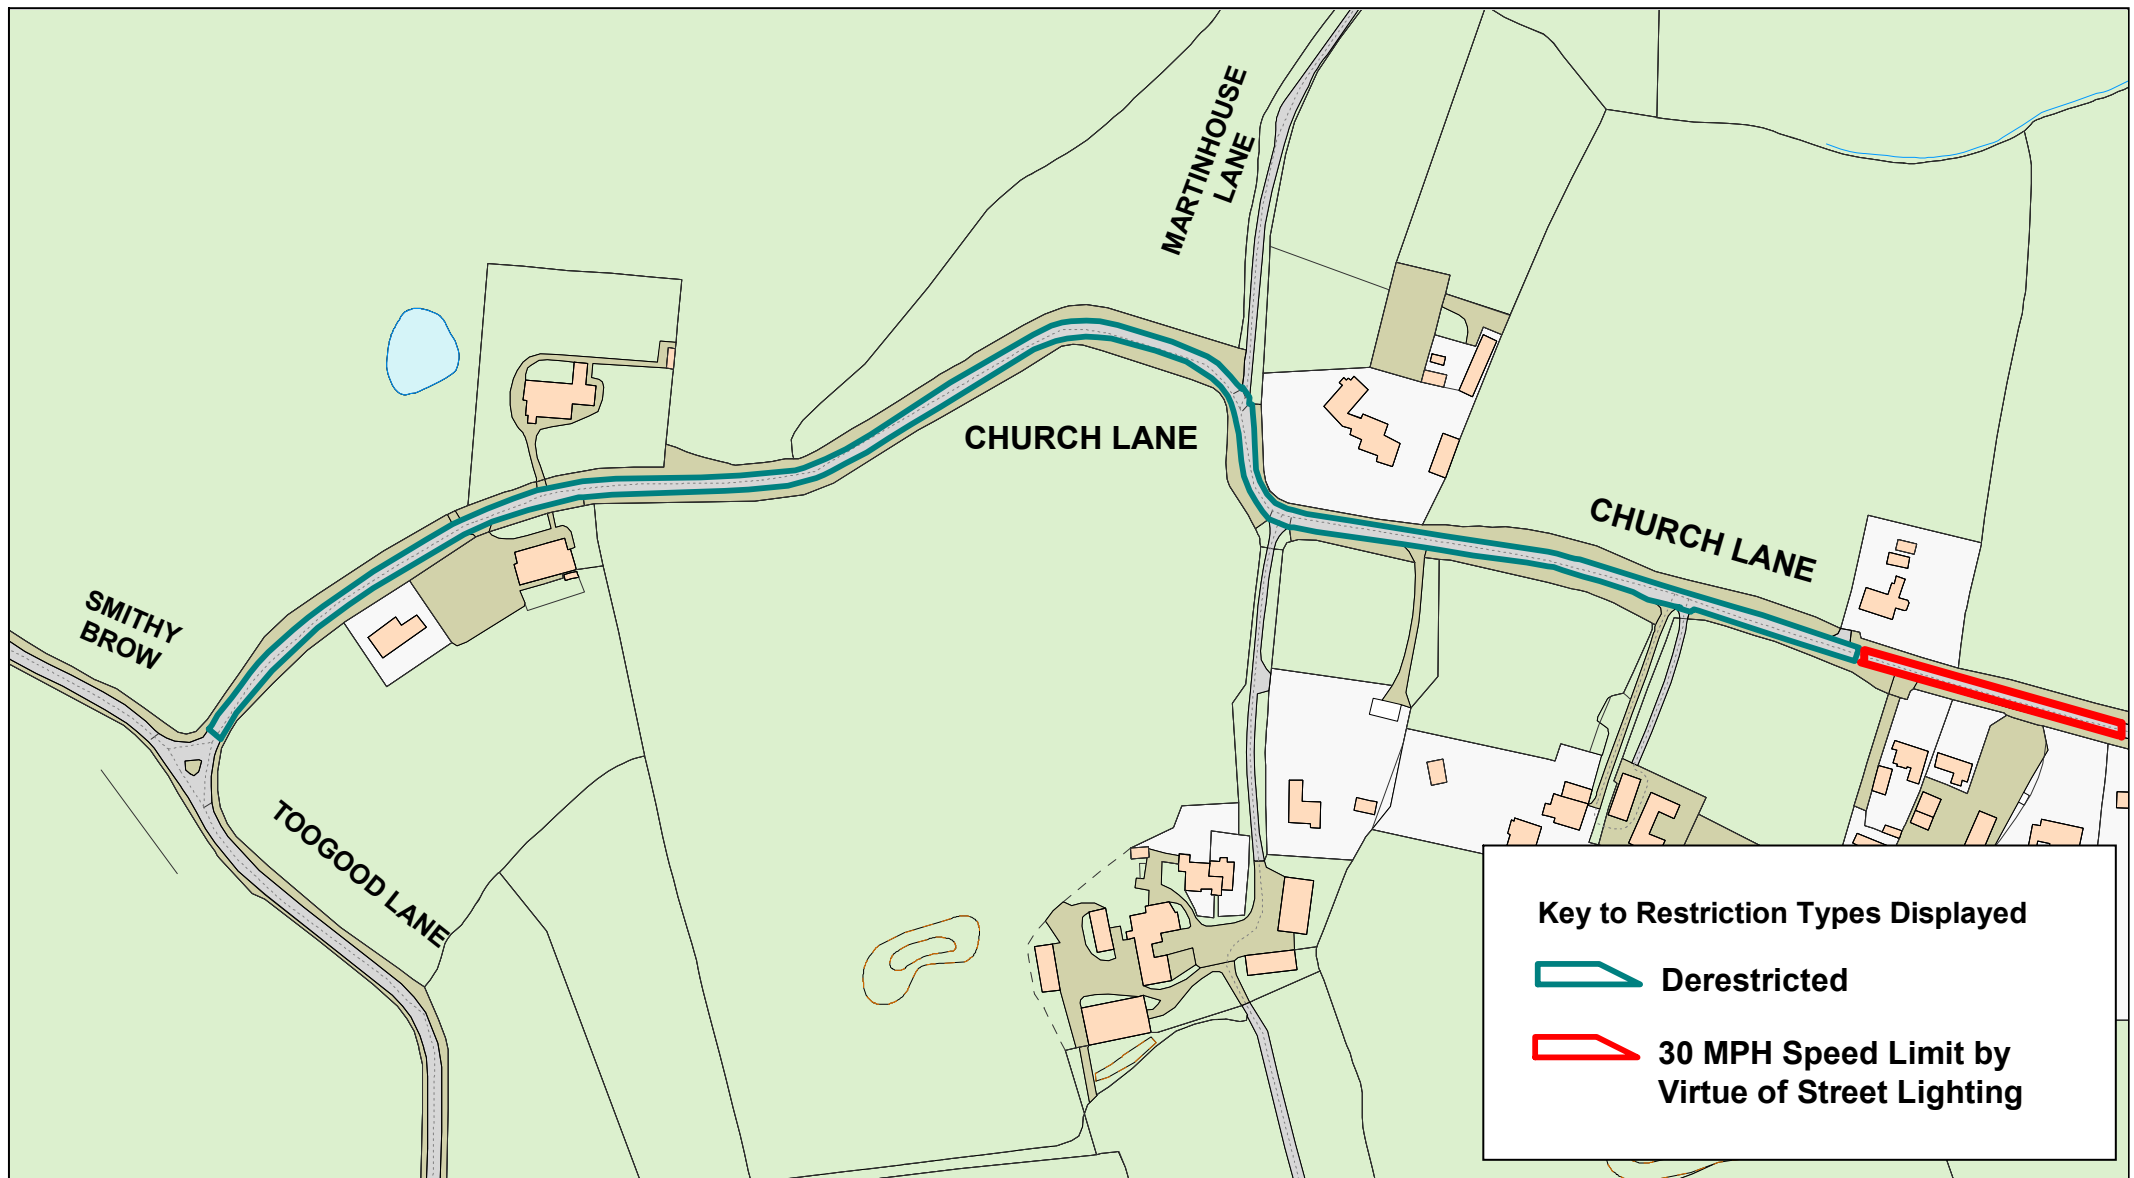 MARTINHOUSE
LANE
CHURCH LANE
CHURCH LANE
SMITHY
BROW
TOOGOOD LANE
Key to Restriction Types Displayed
Derestricted
30 MPH Speed Limit by
Virtue of Street Lighting